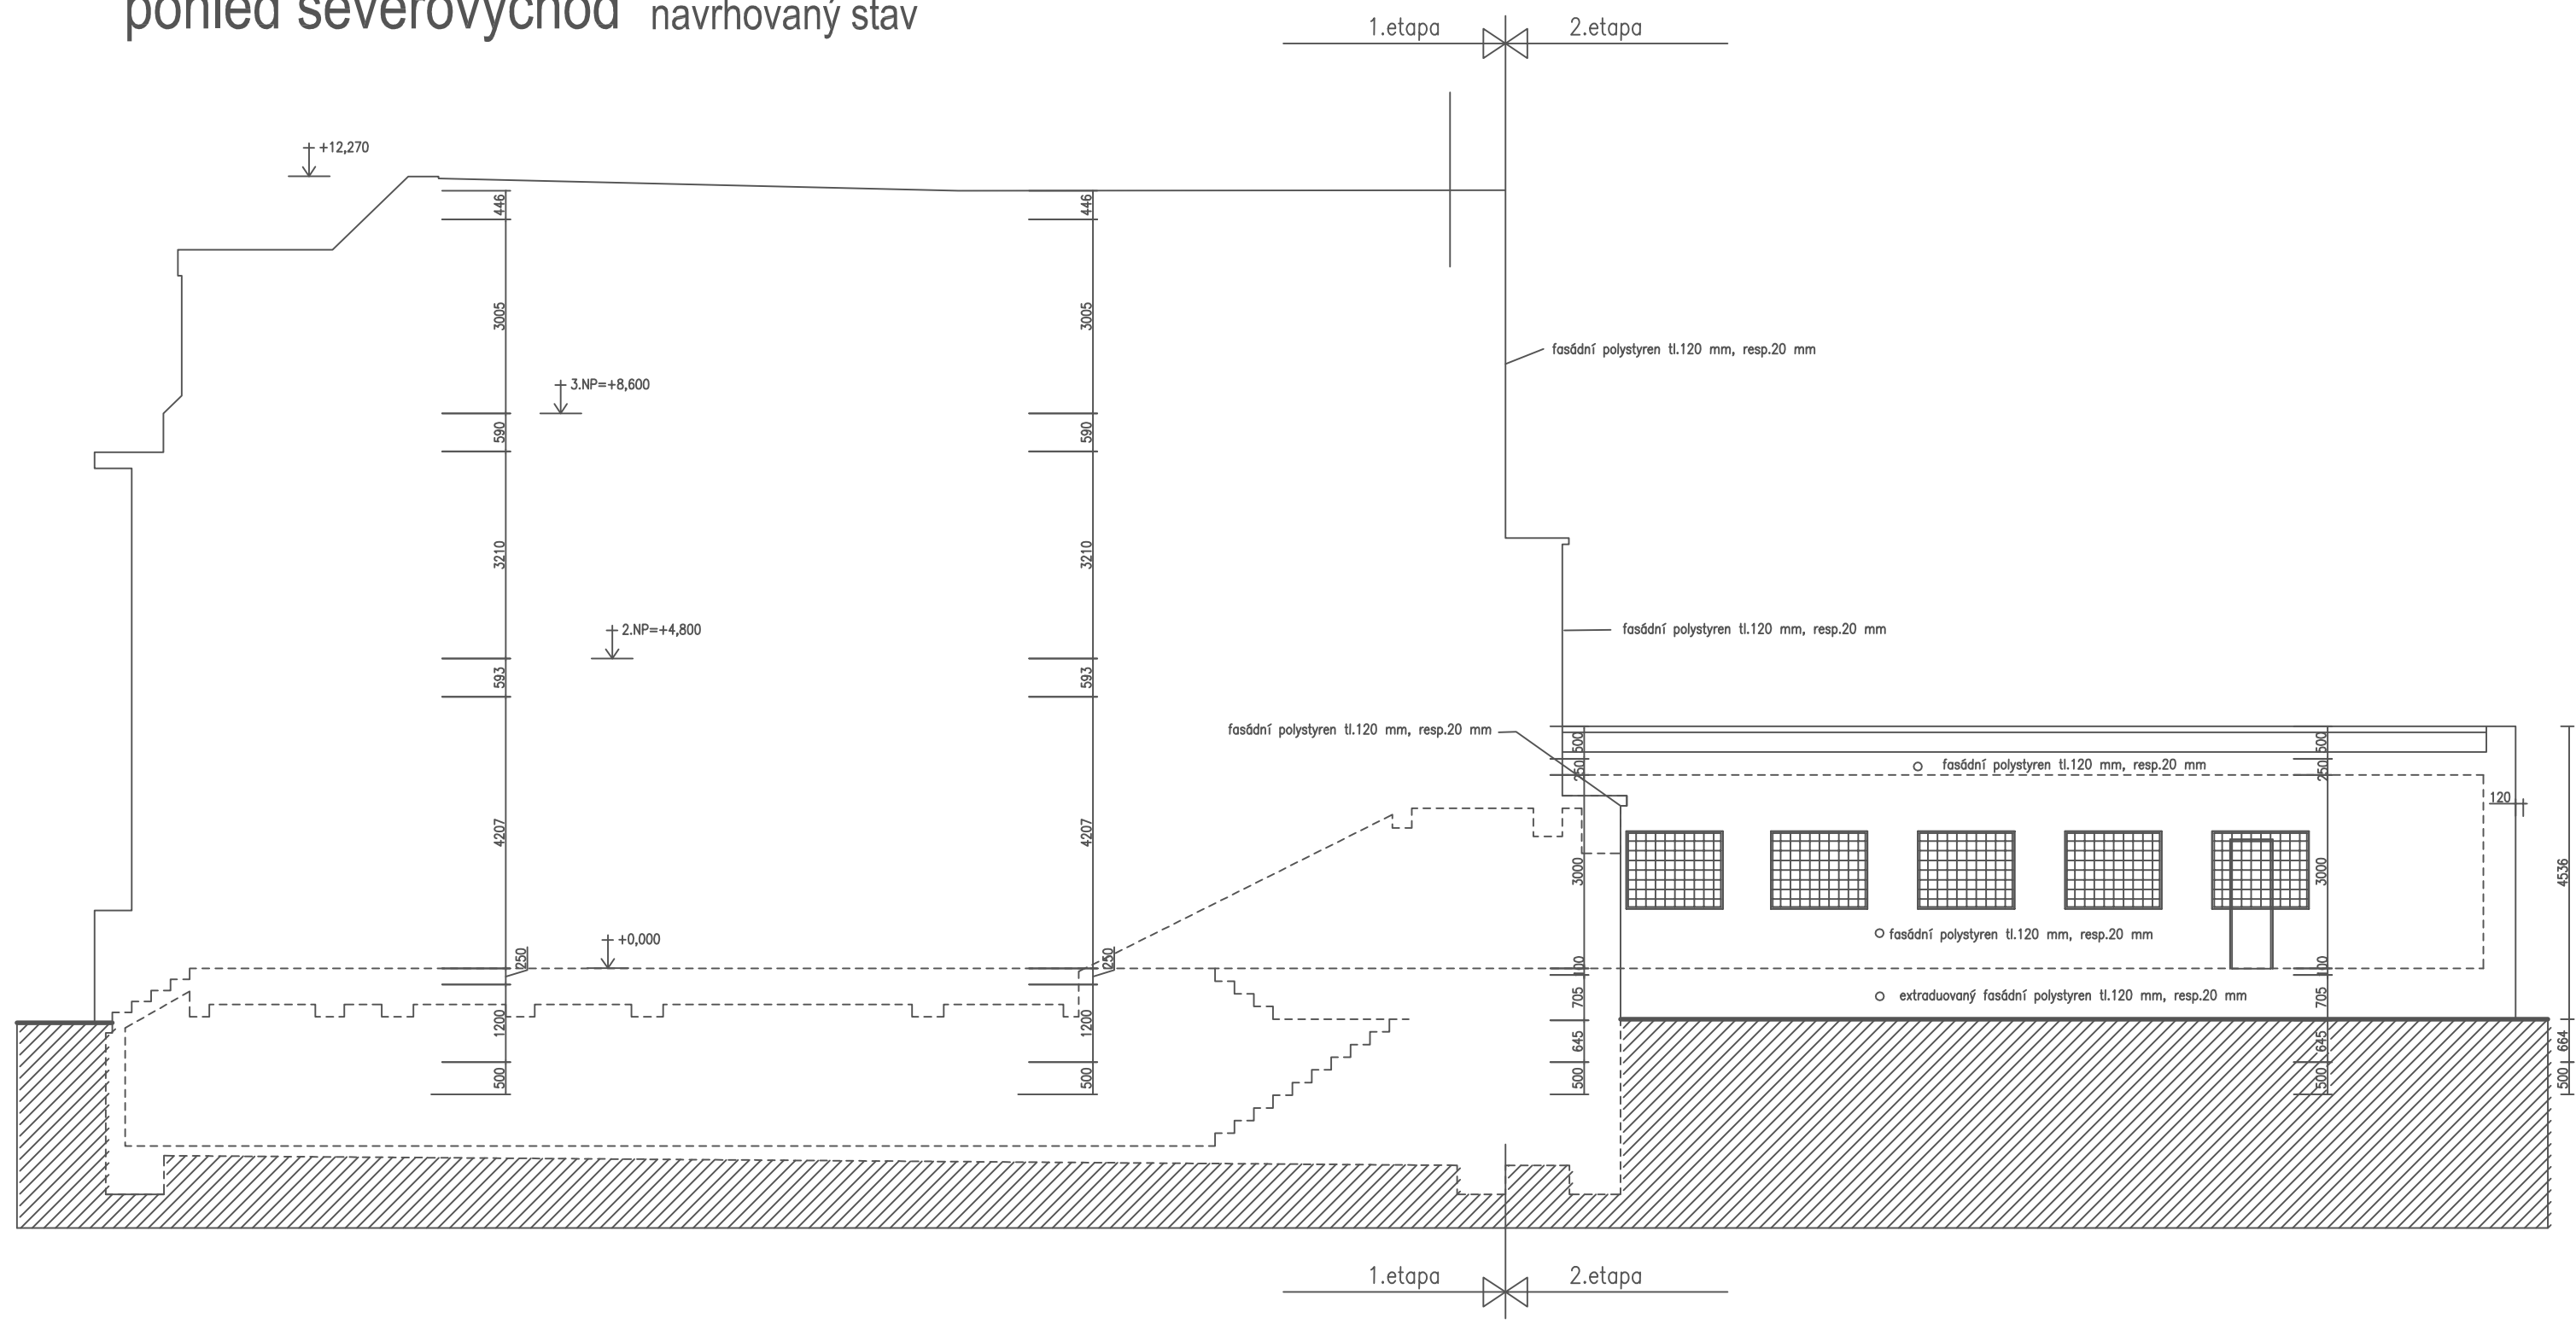 pohled severovýchod navrhovaný stav
1.etapa 2.etapa
+12,270
446 446
3005 3005
fasádní polystyren tl.120 mm, resp.20 mm
3.NP=+8,600
590 590
3210 3210
2.NP=+4,800
fasádní polystyren tl.120 mm, resp.20 mm
593 593
fasádní polystyren tl.120 mm, resp.20 mm
500 500
250 250
fasádní polystyren tl.120 mm, resp.20 mm
120
4207 4207
3000 3000
4536
+0,000
fasádní polystyren tl.120 mm, resp.20 mm
250 250
100 100
705 705
extraduovaný fasádní polystyren tl.120 mm, resp.20 mm
1200 1200
645 645
664
500 500 500 500 500
1.etapa 2.etapa